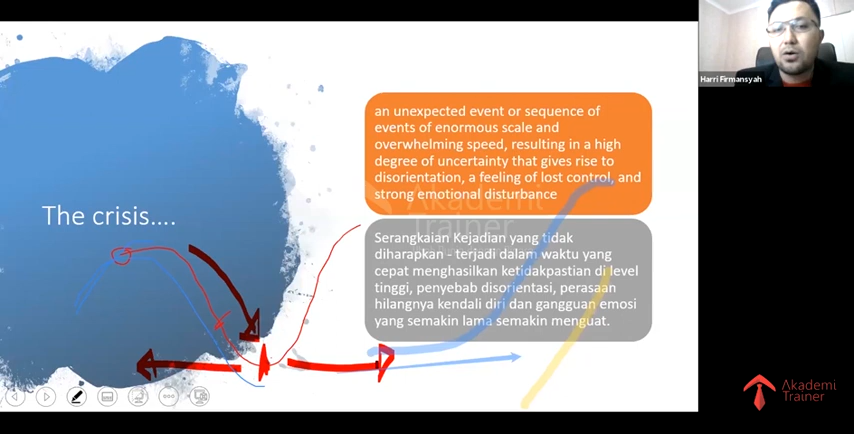 Harri Firmansyah
The crisis....
an unexpected event or sequence of
events of enormous scale and
overwhelming speed, resulting in a high
degree of uncertainty that gives rise to
disorientation, a feeling of lost control, and
strong emotional disturbance
Akademi
Trainer
Serangkaian Kejadian yang tidak
diharapkan - terjadi dalam waktu yang
cepat menghasilkan ketidakpastian di level
tinggi, penyebab disorientasi, perasaan
hilangnya kendali diri dan gangguan emosi
yang semakin lama semakin menguat.
Akademi
Trainer